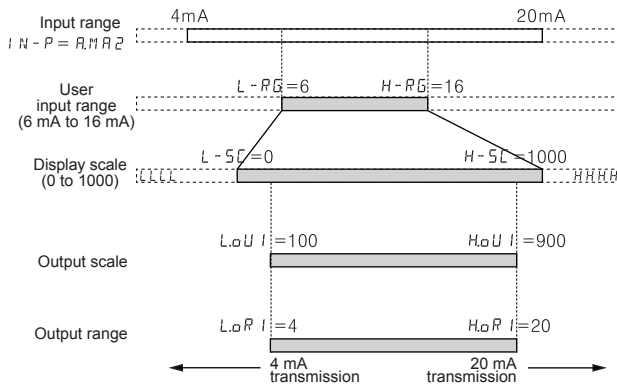 4mA 20mA
Input range
IN-P = A.MA2
User
input range
(6 mA to 16 mA)
L-RG=6 H-RG=16
Display scale
(0 to 1000)
L-SC=0 H-SC=1000
LLLL HHHH
L.oU1=100 H.oU1=900
Output scale
L.oR1=4 H.oR1=20
Output range
4 mA
transmission
20 mA
transmission